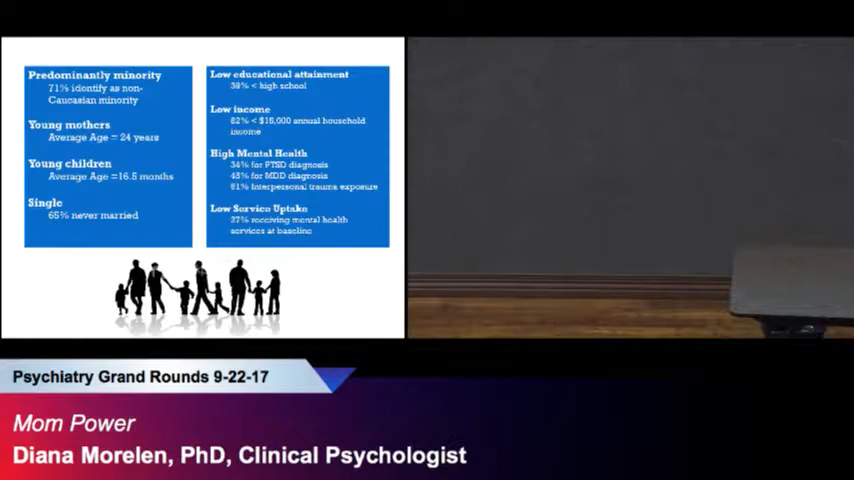 Predominantly minority
71% identify as non-
Caucasian minority
Young mothers
Average Age = 24 years
Young children
Average Age =16.5 months
Single
65% never married
Low educational attainment
39% < high school
Low income
82% < $15,000 annual household
income
High Mental Health
34% for PTSD diagnosis
48% for MDD diagnosis
61% Interpersonal trauma exposure
Low Service Uptake
27% receiving mental health
services at baseline
Psychiatry Grand Rounds 9-22-17
Mom Power
Diana Morelen, PhD, Clinical Psychologist